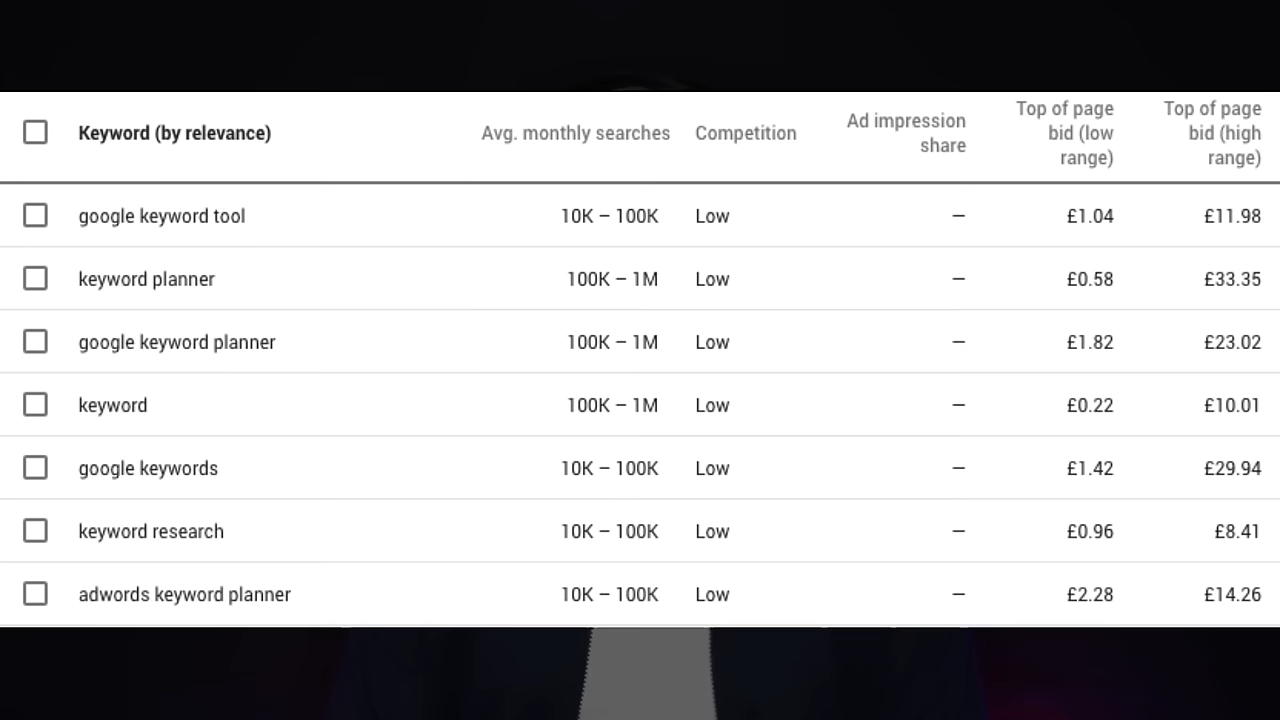 Keyword (by relevance) Avg. monthly searches Competition Ad impression share Top of page bid (low range) Top of page bid (high range)
google keyword tool 10K – 100K Low — £1.04 £11.98
keyword planner 100K – 1M Low — £0.58 £33.35
google keyword planner 100K – 1M Low — £1.82 £23.02
keyword 100K – 1M Low — £0.22 £10.01
google keywords 10K – 100K Low — £1.42 £29.94
keyword research 10K – 100K Low — £0.96 £8.41
adwords keyword planner 10K – 100K Low — £2.28 £14.26